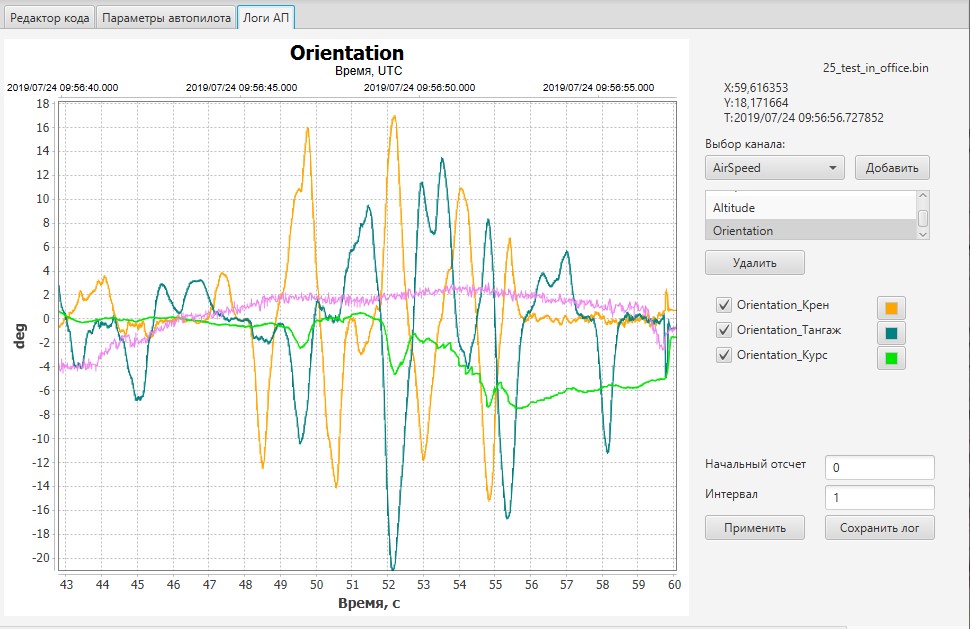 Редактор кода Параметры автопилота Логи АП
Orientation
Время, UTC
2019/07/24 09:56:40.000 2019/07/24 09:56:45.000 2019/07/24 09:56:50.000 2019/07/24 09:56:55.000
18
16
14
12
10
8
6
4
2
0
-2
-4
-6
-8
-10
-12
-14
-16
-18
-20
deg
43 44 45 46 47 48 49 50 51 52 53 54 55 56 57 58 59 60
Время, с
25_test_in_office.bin
X:59,616353
Y:18,171664
T:2019/07/24 09:56:56.727852
Выбор канала:
AirSpeed Добавить
Altitude
Orientation
Удалить
Orientation_Крен
Orientation_Тангаж
Orientation_Курс
Начальный отсчет 0
Интервал 1
Применить Сохранить лог